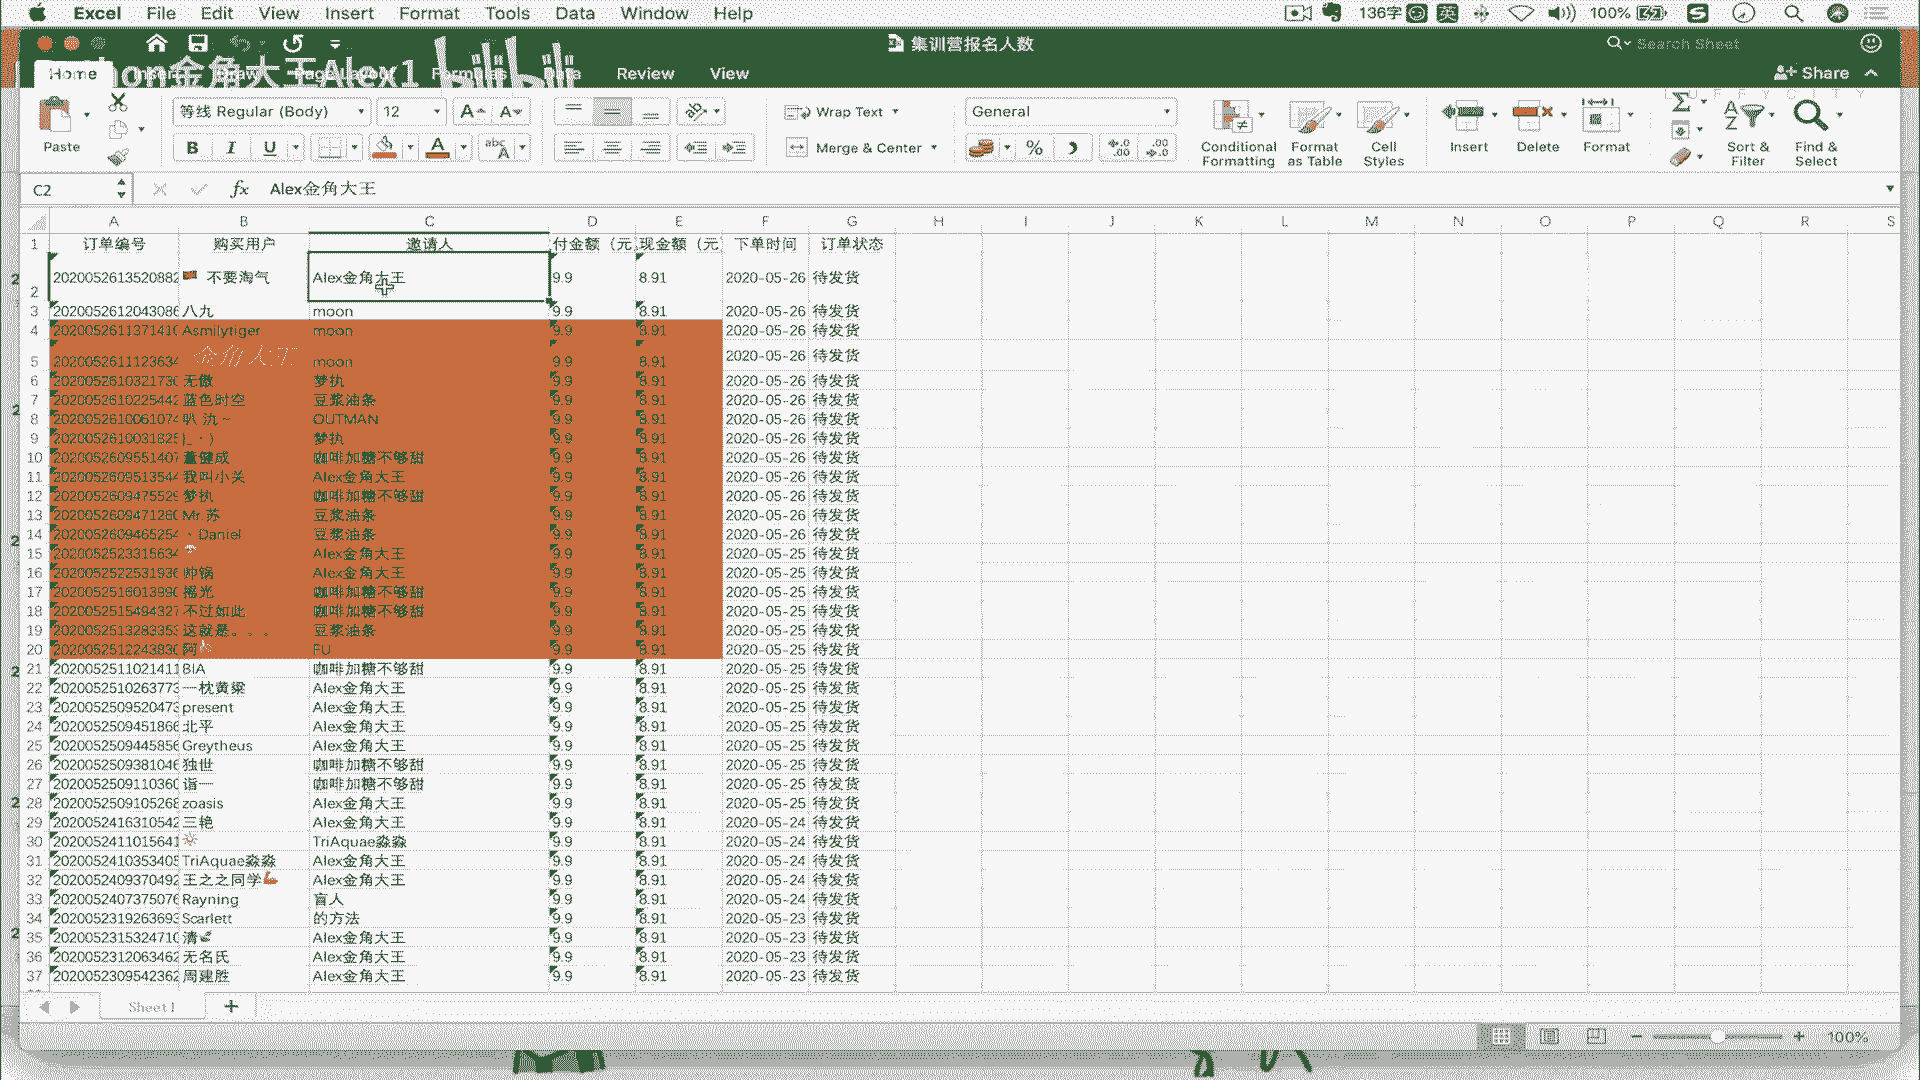 Excel File Edit View Insert Format Tools Data Window Help 136字 英 100%
集训营报名人数 Search Sheet
hon金角大王Alex1 bilibili
Home Insert Draw Page Layout Formulas Data Review View Share
LUFFYCITY
等线 Regular (Body) 12 Wrap Text General
Paste Merge & Center Conditional Formatting Format as Table Cell Styles Insert Delete Format Sort & Filter Find & Select
C2 fx Alex金角大王
A B C D E F G H I J K L M N O P Q R S
1 订单编号 购买用户 邀请人 付金额（元 现金额（元 下单时间 订单状态
2 2020052613520882 不要淘气 Alex金角大王 9.9 8.91 2020-05-26 待发货
3 2020052612043086 八九 moon 9.9 8.91 2020-05-26 待发货
4 Asmilytiger moon 9.9 8.91 2020-05-26 待发货
5 2020052611123634 金角大王 moon 9.9 8.91 2020-05-26 待发货
6 无傲 梦执 9.9 8.91 2020-05-26 待发货
7 2020052610225442 蓝色时空 豆浆油条 9.9 8.91 2020-05-26 待发货
8 2020052610061074 OUTMAN 9.9 8.91 2020-05-26 待发货
9 2020052610031825 梦执 9.9 8.91 2020-05-26 待发货
10 2020052609551407 董健成 咖啡加糖不够甜 9.9 8.91 2020-05-26 待发货
11 2020052609513544 我叫小关 Alex金角大王 9.9 8.91 2020-05-26 待发货
12 2020052609475529 梦执 咖啡加糖不够甜 9.9 8.91 2020-05-26 待发货
13 2020052609471260 Mr.苏 豆浆油条 9.9 8.91 2020-05-26 待发货
14 2020052609465254 、Daniel 豆浆油条 9.9 8.91 2020-05-26 待发货
15 2020052523315634 Alex金角大王 9.9 8.91 2020-05-25 待发货
16 2020052522531936 帅锅 Alex金角大王 9.9 8.91 2020-05-25 待发货
17 2020052516013990 摇光 咖啡加糖不够甜 9.9 8.91 2020-05-25 待发货
18 2020052515494327 不过如此 咖啡加糖不够甜 9.9 8.91 2020-05-25 待发货
19 2020052513283353 这就是。。。 豆浆油条 9.9 8.91 2020-05-25 待发货
20 2020052512243830 阿 FU 9.9 8.91 2020-05-25 待发货
21 2020052511021411 BIA 咖啡加糖不够甜 9.9 8.91 2020-05-25 待发货
22 2020052510263773 一枕黄粱 Alex金角大王 9.9 8.91 2020-05-25 待发货
23 2020052509520473 present Alex金角大王 9.9 8.91 2020-05-25 待发货
24 2020052509451866 北平 Alex金角大王 9.9 8.91 2020-05-25 待发货
25 2020052509445856 Greytheus Alex金角大王 9.9 8.91 2020-05-25 待发货
26 2020052509381046 独世 咖啡加糖不够甜 9.9 8.91 2020-05-25 待发货
27 2020052509110360 诣一 咖啡加糖不够甜 9.9 8.91 2020-05-25 待发货
28 2020052509105268 zoasis Alex金角大王 9.9 8.91 2020-05-25 待发货
29 2020052416310542 三艳 Alex金角大王 9.9 8.91 2020-05-24 待发货
30 2020052411015641 TriAquae淼淼 9.9 8.91 2020-05-24 待发货
31 2020052410353405 TriAquae淼淼 Alex金角大王 9.9 8.91 2020-05-24 待发货
32 2020052409370492 王之之同学 Alex金角大王 9.9 8.91 2020-05-24 待发货
33 2020052407375076 Rayning 盲人 9.9 8.91 2020-05-24 待发货
34 2020052319263693 Scarlett 的方法 9.9 8.91 2020-05-23 待发货
35 2020052315324710 清 Alex金角大王 9.9 8.91 2020-05-23 待发货
36 2020052312063462 无名氏 Alex金角大王 9.9 8.91 2020-05-23 待发货
37 2020052309542362 周建胜 Alex金角大王 9.9 8.91 2020-05-23 待发货
Sheet1
100%